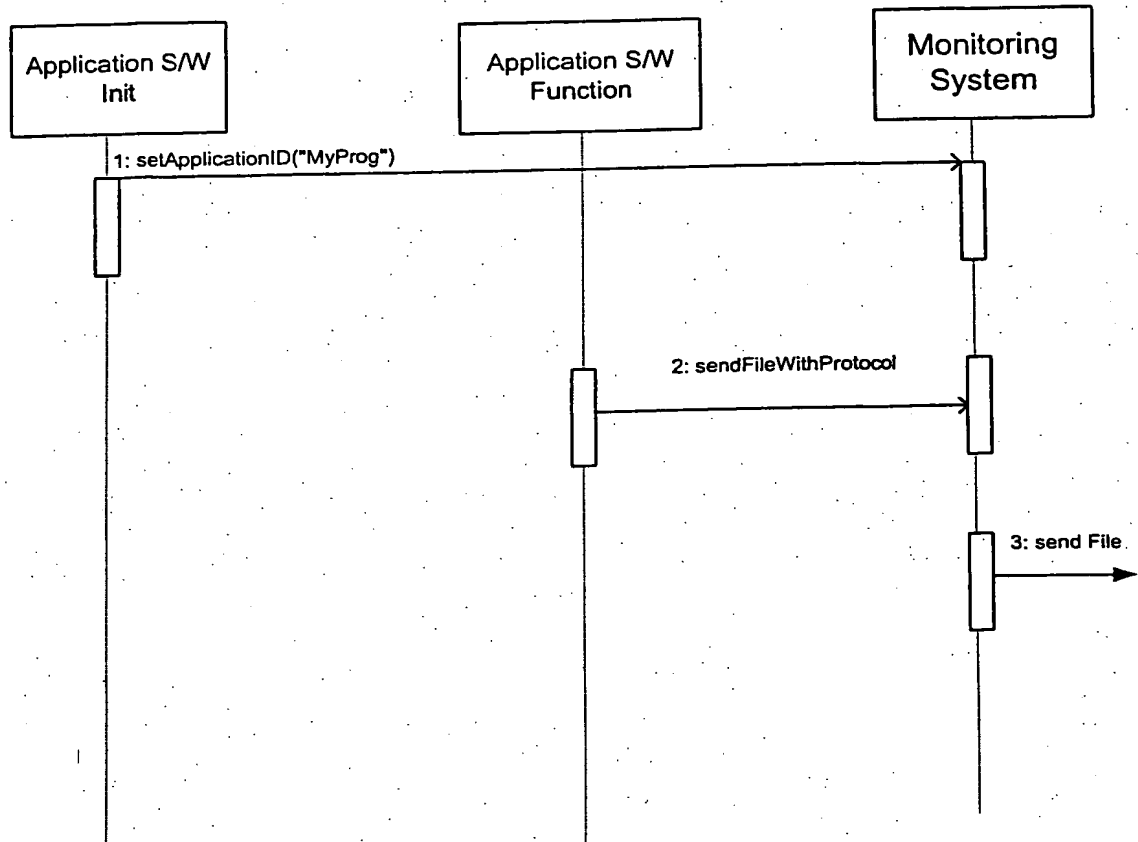 Application S/W
Init
Application S/W
Function
Monitoring
System
1: setApplicationID("MyProg")
2: sendFileWithProtocol
3: send File